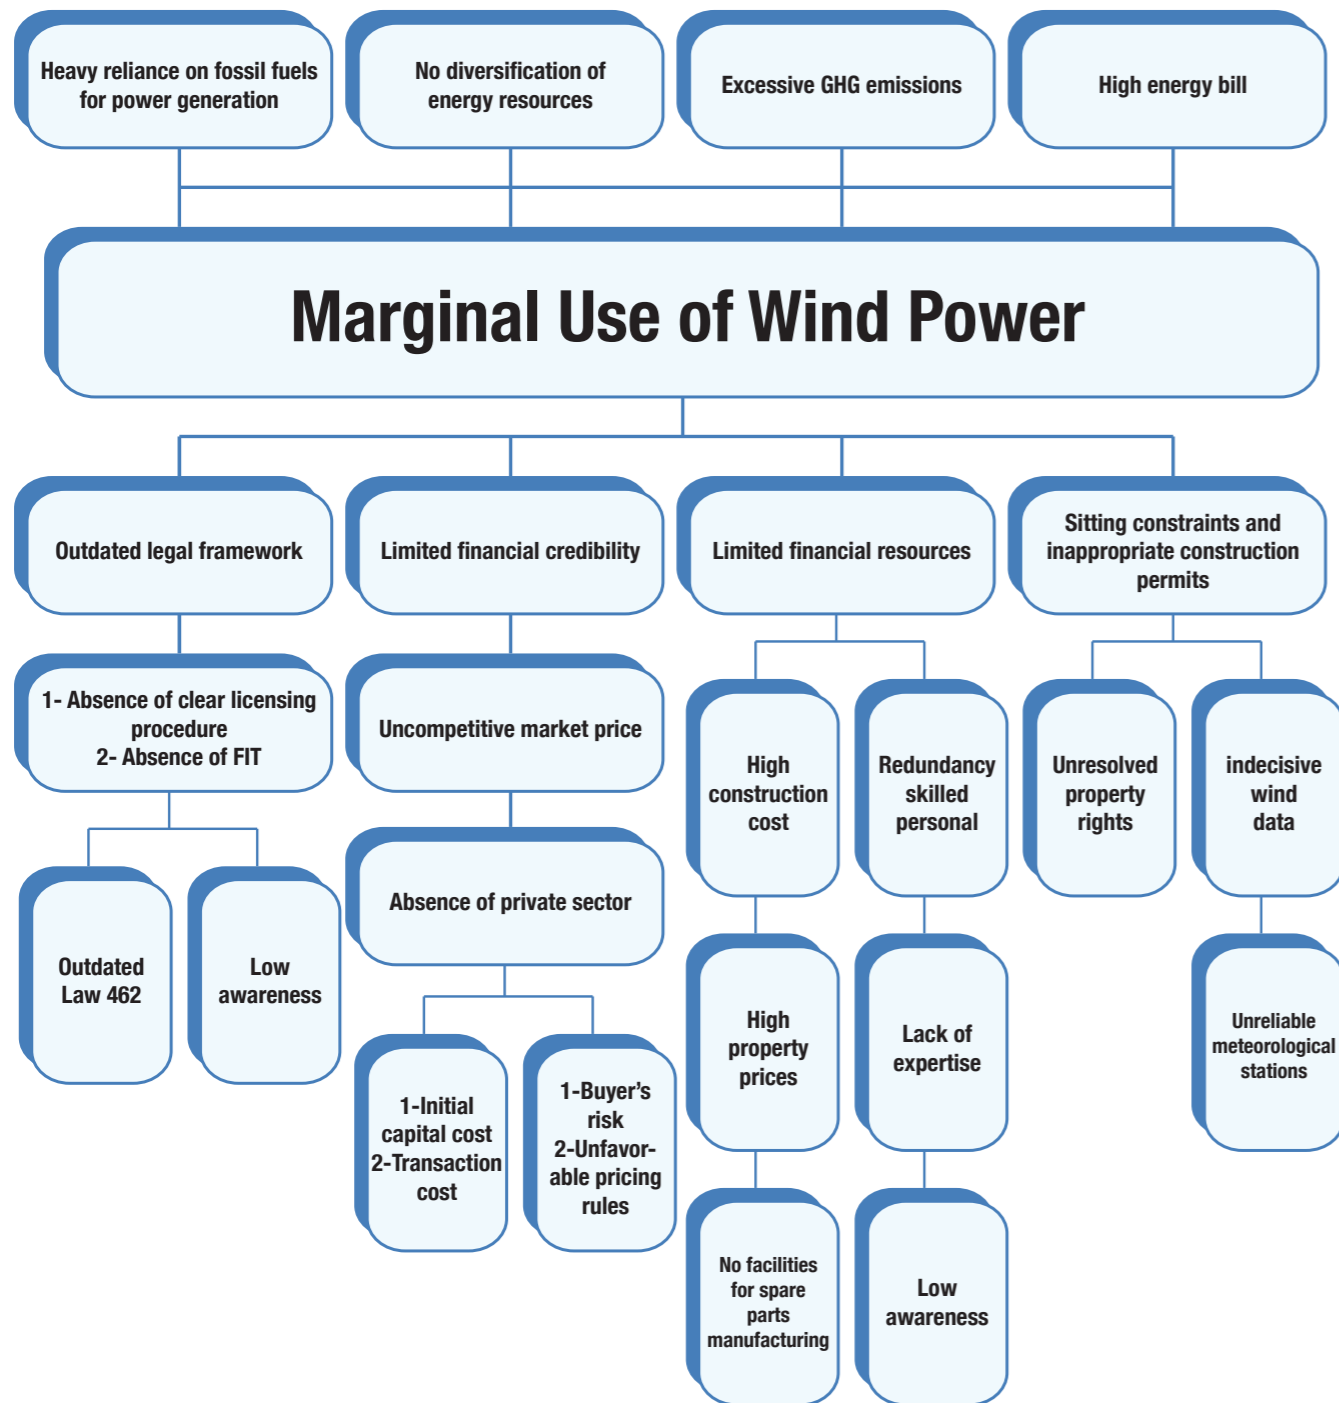 Heavy reliance on fossil fuels
for power generation
No diversification of
energy resources
Excessive GHG emissions
High energy bill
Marginal Use of Wind Power
Outdated legal framework
Limited financial credibility
Limited financial resources
Sitting constraints and
inappropriate construction
permits
1- Absence of clear licensing
procedure
2- Absence of FIT
Uncompetitive market price
High
construction
cost
Redundancy
skilled
personal
Unresolved
property
rights
indecisive
wind
data
Absence of private sector
Outdated
Law 462
Low
awareness
High
property
prices
Lack of
expertise
Unreliable
meteorological
stations
1-Initial
capital cost
2-Transaction
cost
1-Buyer's
risk
2-Unfavor-
able pricing
rules
No facilities
for spare
parts
manufacturing
Low
awareness